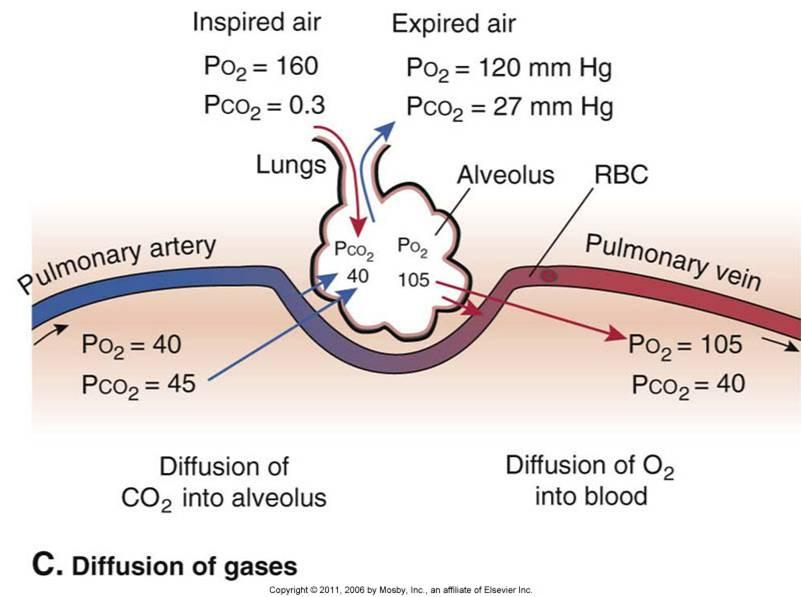 Inspired air
Expired air
PO₂ = 160
PO₂ = 120 mm Hg
PCO₂ = 0.3
PCO₂ = 27 mm Hg
Lungs
Alveolus
RBC
Pulmonary artery
PCO₂
PO₂
Pulmonary vein
40
105
PO₂ = 40
PO₂ = 105
PCO₂ = 45
PCO₂ = 40
Diffusion of
CO₂ into alveolus
Diffusion of O₂
into blood
C. Diffusion of gases
Copyright © 2011, 2006 by Mosby, Inc., an affiliate of Elsevier Inc.